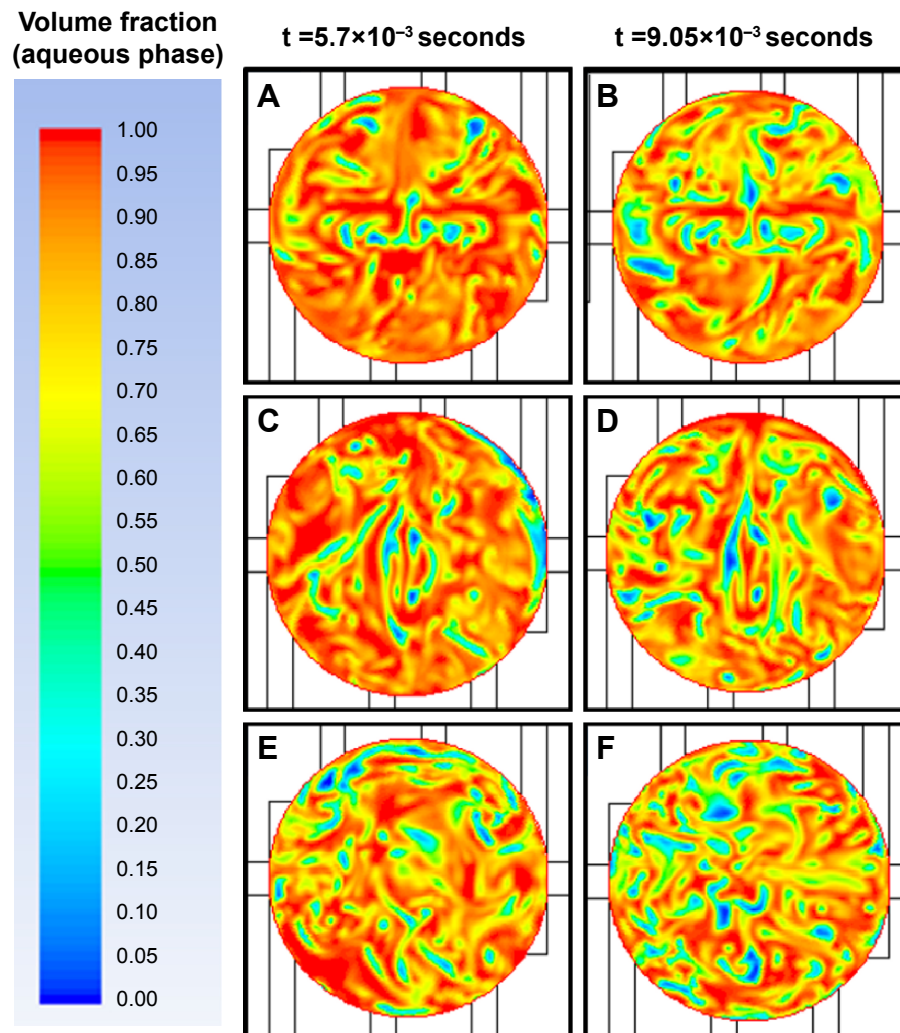 Volume fraction
(aqueous phase)
t =5.7×10⁻³ seconds
t =9.05×10⁻³ seconds
1.00
0.95
0.90
0.85
0.80
0.75
0.70
0.65
0.60
0.55
0.50
0.45
0.40
0.35
0.30
0.25
0.20
0.15
0.10
0.05
0.00
A
B
C
D
E
F